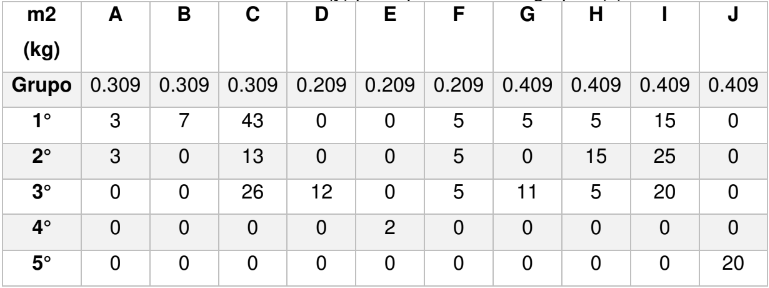 m2 (kg) A B C D E F G H I J
Grupo 0.309 0.309 0.309 0.209 0.209 0.209 0.409 0.409 0.409 0.409
1° 3 7 43 0 0 5 5 5 15 0
2° 3 0 13 0 0 5 0 15 25 0
3° 0 0 26 12 0 5 11 5 20 0
4° 0 0 0 0 2 0 0 0 0 0
5° 0 0 0 0 0 0 0 0 0 20